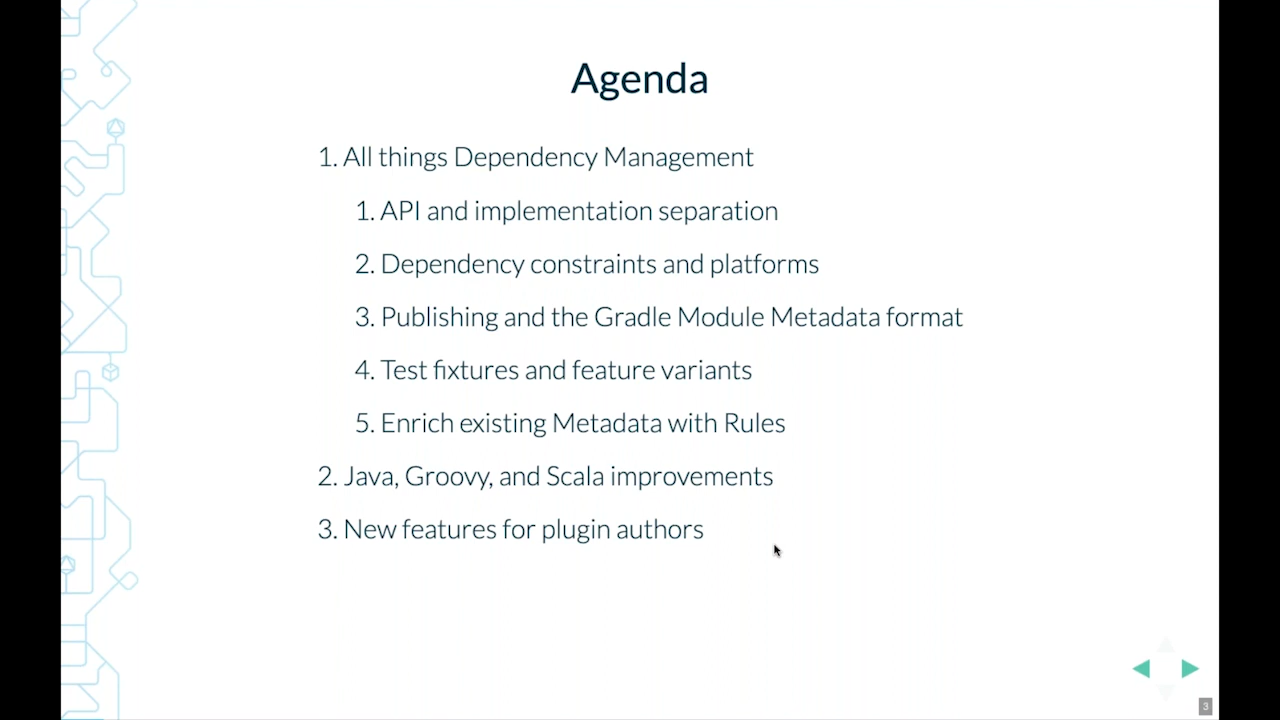 Agenda
1. All things Dependency Management
1. API and implementation separation
2. Dependency constraints and platforms
3. Publishing and the Gradle Module Metadata format
4. Test fixtures and feature variants
5. Enrich existing Metadata with Rules
2. Java, Groovy, and Scala improvements
3. New features for plugin authors
3